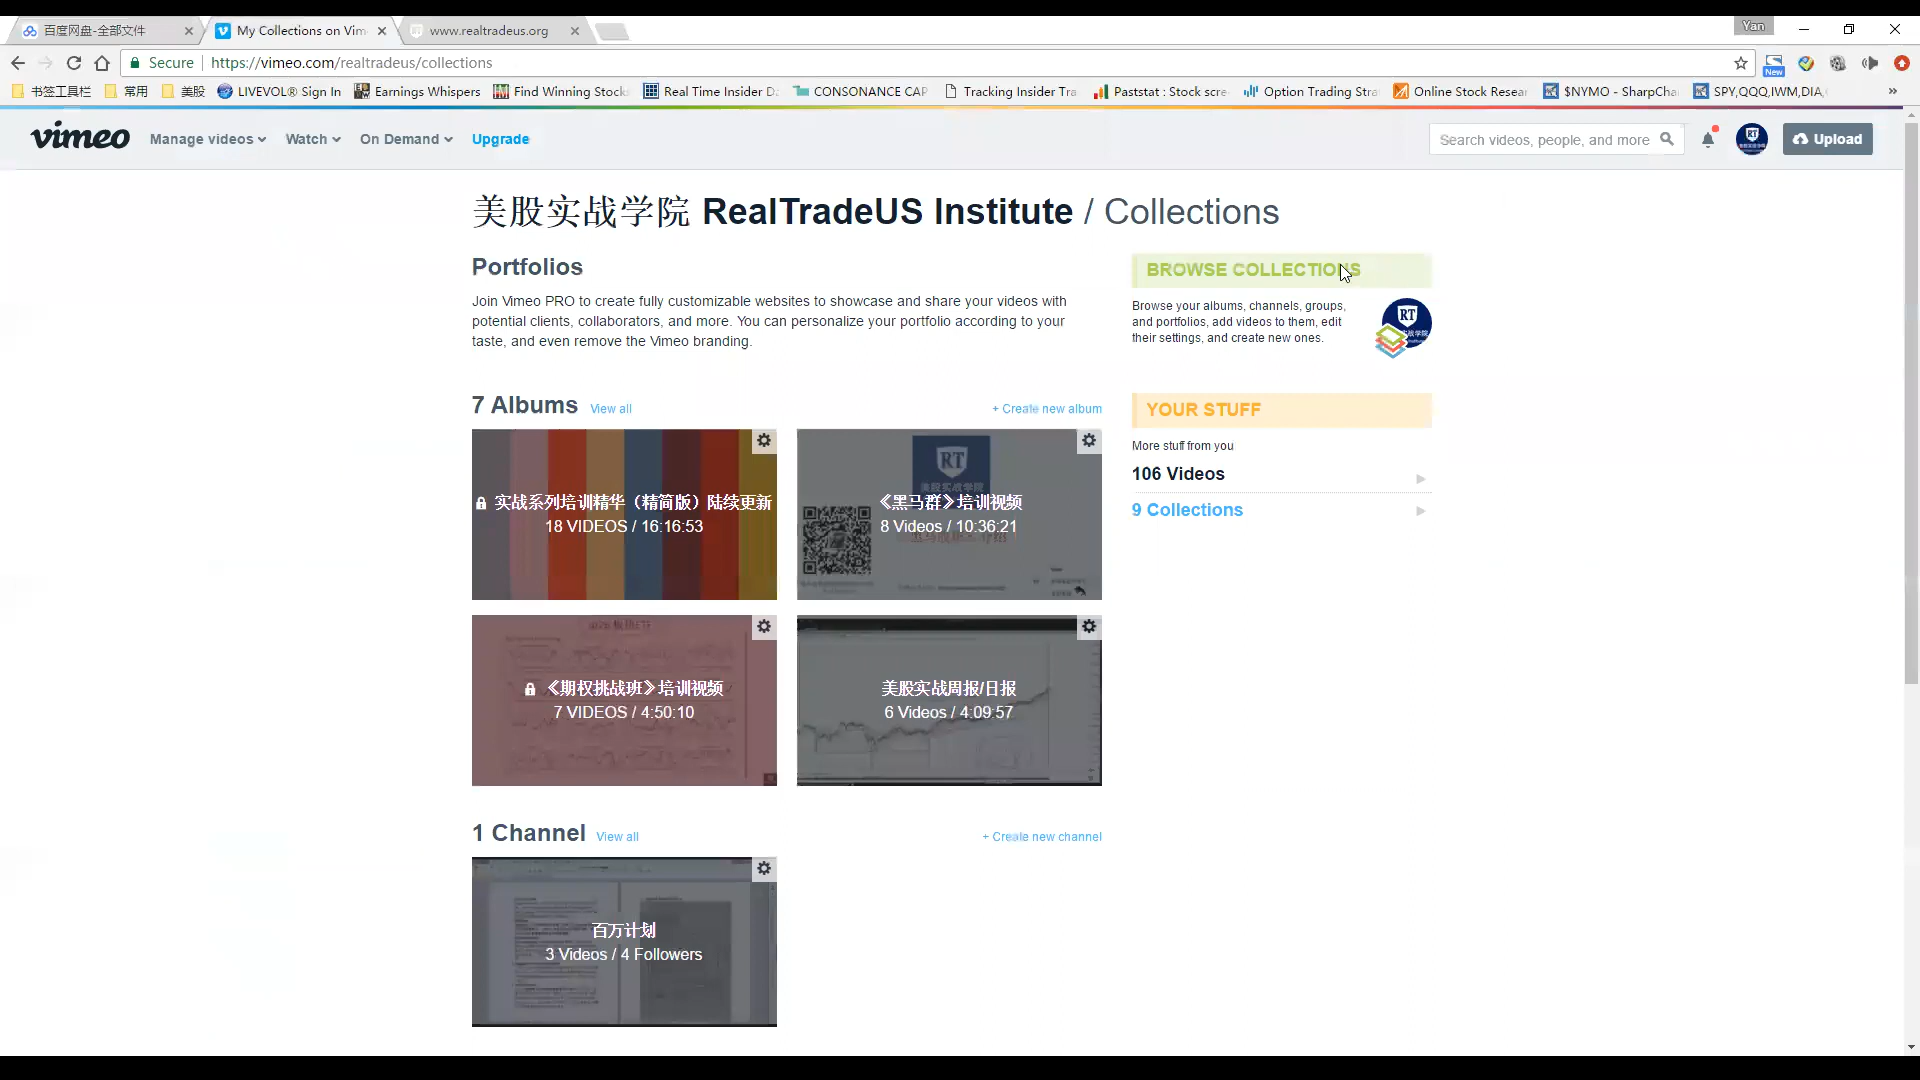 百度网盘-全部文件
My Collections on Vim
www.realtradeus.org
Yan
Secure
https://vimeo.com/realtradeus/collections
New
书签工具栏
常用
美股
LIVEVOL® Sign In
Earnings Whispers
Find Winning Stock
Real Time Insider D
CONSONANCE CAP
Tracking Insider Tra
Paststat : Stock scre
Option Trading Stra
Online Stock Resear
$NYMO - SharpCha
SPY,QQQ,IWM,DIA,
vimeo
Manage videos
Watch
On Demand
Upgrade
Search videos, people, and more
Upload
美股实战学院 RealTradeUS Institute / Collections
Portfolios
Join Vimeo PRO to create fully customizable websites to showcase and share your videos with
potential clients, collaborators, and more. You can personalize your portfolio according to your
taste, and even remove the Vimeo branding.
BROWSE COLLECTIONS
Browse your albums, channels, groups,
and portfolios, add videos to them, edit
their settings, and create new ones.
RT
7 Albums
View all
+ Create new album
YOUR STUFF
More stuff from you
106 Videos
9 Collections
实战系列培训精华（精简版）陆续更新
18 VIDEOS / 16:16:53
RT
美股实战学院
《黑马群》培训视频
8 Videos / 10:36:21
《期权挑战班》培训视频
7 VIDEOS / 4:50:10
美股实战周报/日报
6 Videos / 4:09:57
1 Channel
View all
+ Create new channel
百万计划
3 Videos / 4 Followers